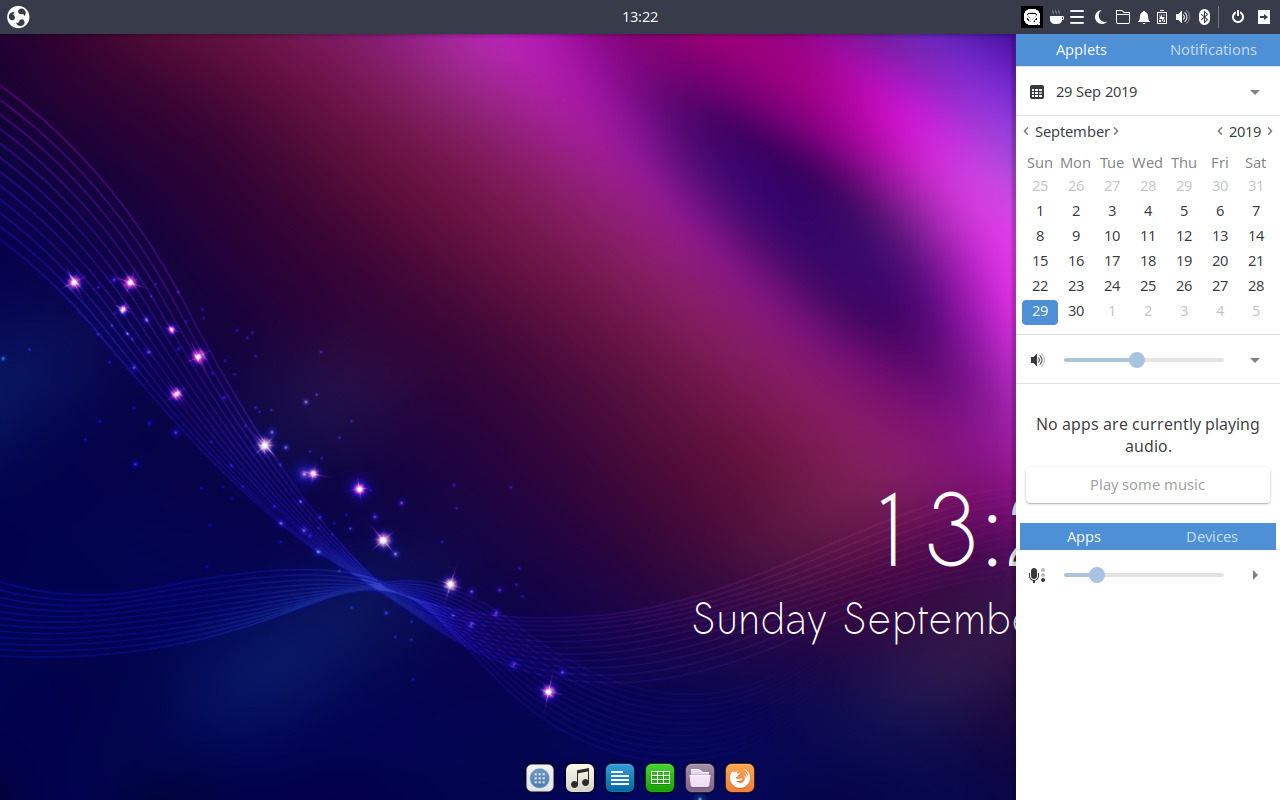 13:22
Applets Notifications
29 Sep 2019
September 2019
Sun Mon Tue Wed Thu Fri Sat
25 26 27 28 29 30 31
1 2 3 4 5 6 7
8 9 10 11 12 13 14
15 16 17 18 19 20 21
22 23 24 25 26 27 28
29 30 1 2 3 4 5
No apps are currently playing
audio.
Play some music
Apps Devices
13:2
Sunday Septembe